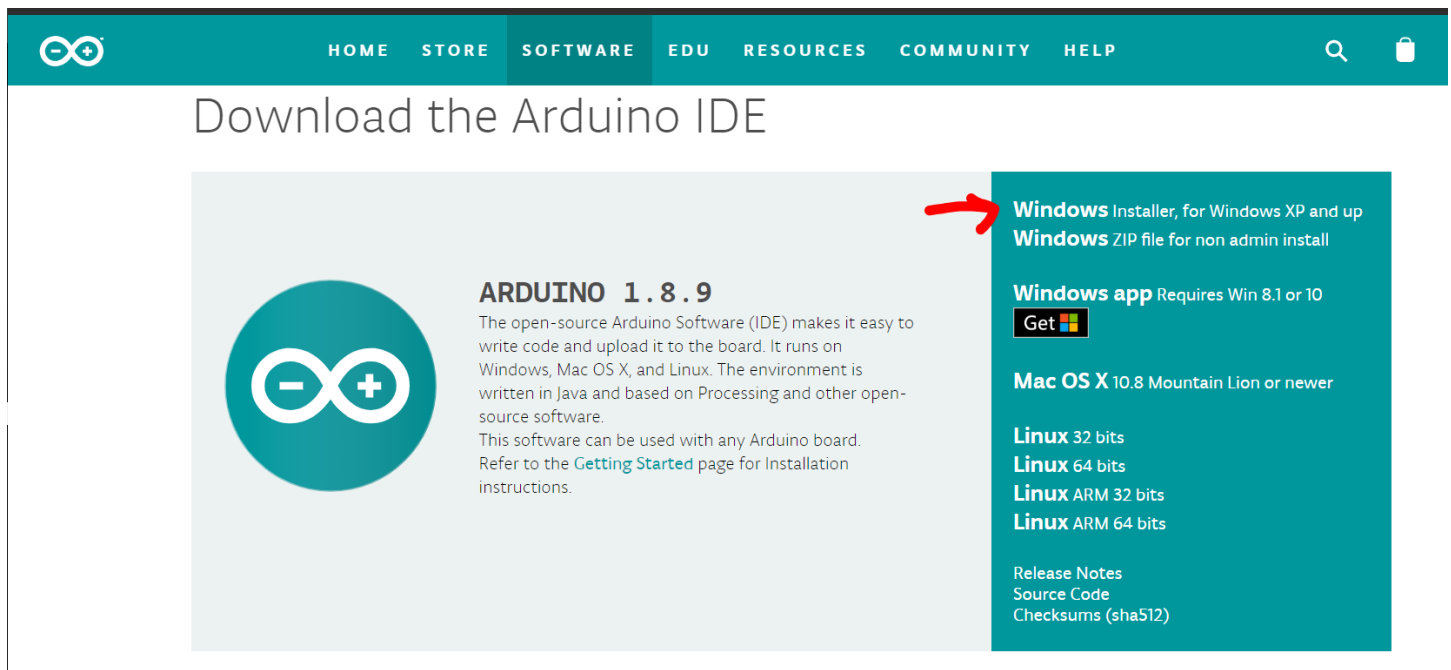 HOME STORE SOFTWARE EDU RESOURCES COMMUNITY HELP
Download the Arduino IDE
ARDUINO 1.8.9
The open-source Arduino Software (IDE) makes it easy to
write code and upload it to the board. It runs on
Windows, Mac OS X, and Linux. The environment is
written in Java and based on Processing and other open-
source software.
This software can be used with any Arduino board.
Refer to the Getting Started page for Installation
instructions.
Windows Installer, for Windows XP and up
Windows ZIP file for non admin install
Windows app Requires Win 8.1 or 10
Get
Mac OS X 10.8 Mountain Lion or newer
Linux 32 bits
Linux 64 bits
Linux ARM 32 bits
Linux ARM 64 bits
Release Notes
Source Code
Checksums (sha512)